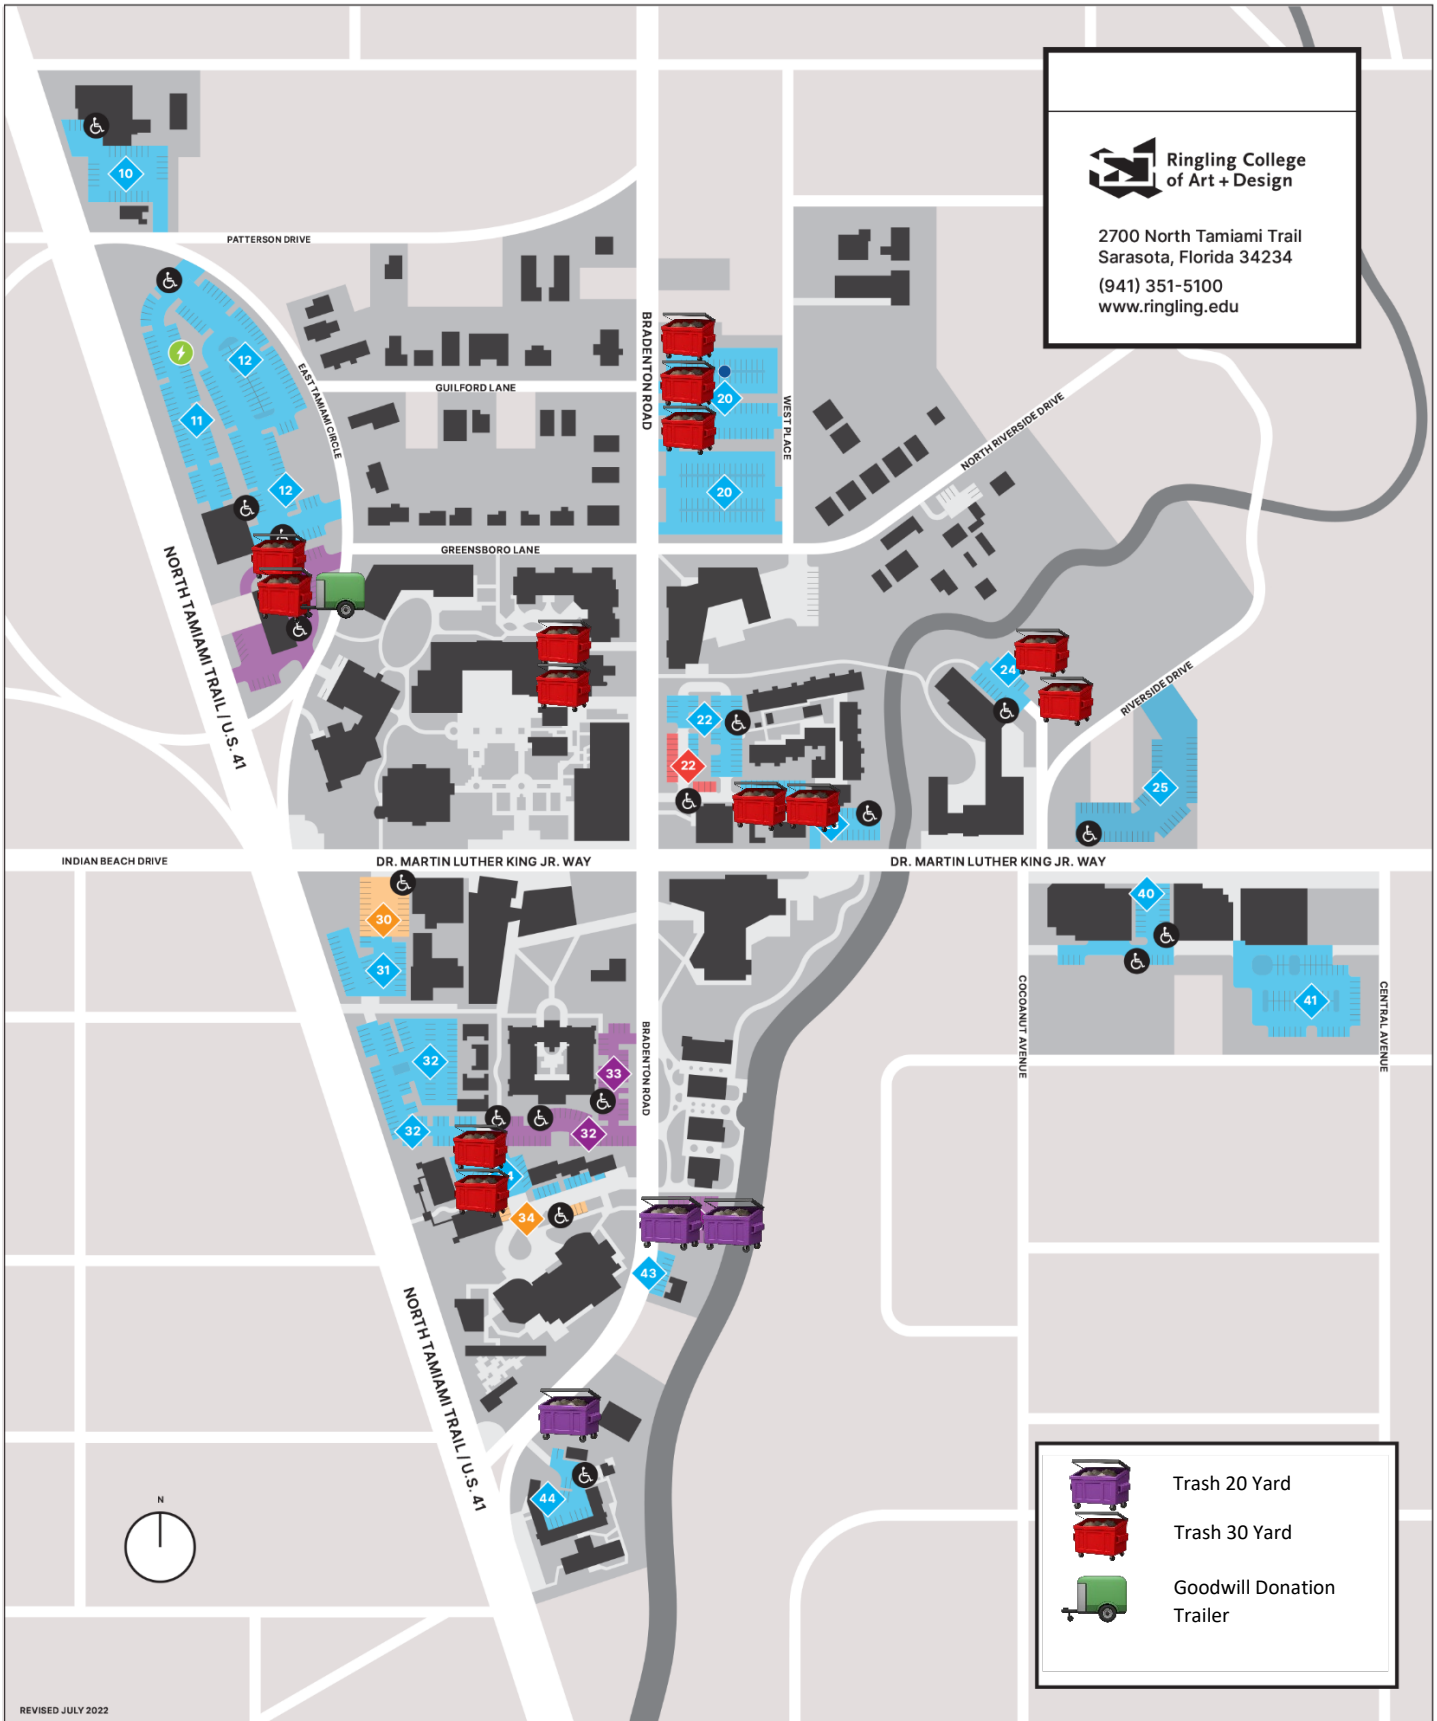 Ringling College
of Art + Design
2700 North Tamiami Trail
Sarasota, Florida 34234
(941) 351-5100
www.ringling.edu
10
PATTERSON DRIVE
12
11
12
EAST TAMIAMI CIRCLE
GUILFORD LANE
BRADENTON ROAD
20
20
WEST PLACE
NORTH RIVERSIDE DRIVE
GREENSBORO LANE
NORTH TAMIAMI TRAIL / U.S. 41
24
RIVERSIDE DRIVE
22
22
25
INDIAN BEACH DRIVE
DR. MARTIN LUTHER KING JR. WAY
DR. MARTIN LUTHER KING JR. WAY
30
31
40
41
COCOANUT AVENUE
CENTRAL AVENUE
32
33
BRADENTON ROAD
32
32
34
43
NORTH TAMIAMI TRAIL / U.S. 41
44
N
Trash 20 Yard
Trash 30 Yard
Goodwill Donation
Trailer
REVISED JULY 2022